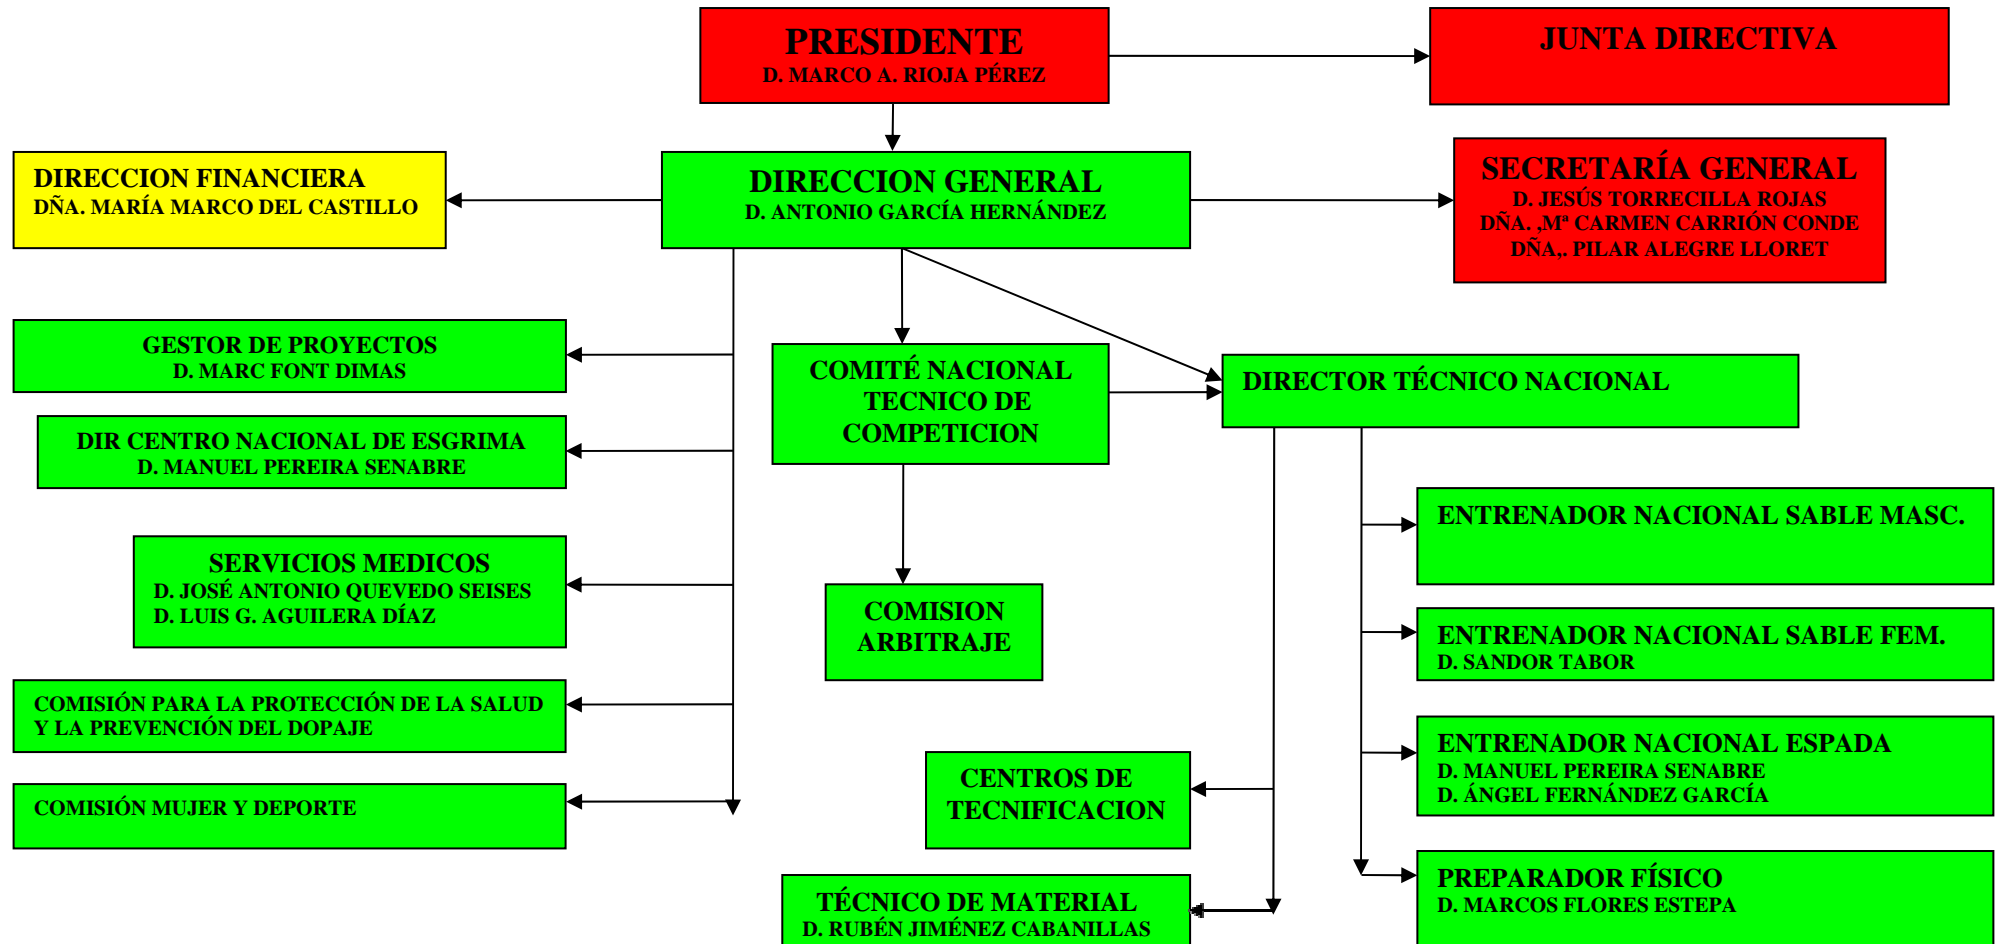 PRESIDENTE
D. MARCO A. RIOJA PÉREZ
JUNTA DIRECTIVA
DIRECCION FINANCIERA
DÑA. MARÍA MARCO DEL CASTILLO
DIRECCION GENERAL
D. ANTONIO GARCÍA HERNÁNDEZ
SECRETARÍA GENERAL
D. JESÚS TORRECILLA ROJAS
DÑA. ,Mª CARMEN CARRIÓN CONDE
DÑA,. PILAR ALEGRE LLORET
GESTOR DE PROYECTOS
D. MARC FONT DIMAS
COMITÉ NACIONAL
TECNICO DE
COMPETICION
DIRECTOR TÉCNICO NACIONAL
DIR CENTRO NACIONAL DE ESGRIMA
D. MANUEL PEREIRA SENABRE
ENTRENADOR NACIONAL SABLE MASC.
SERVICIOS MEDICOS
D. JOSÉ ANTONIO QUEVEDO SEISES
D. LUIS G. AGUILERA DÍAZ
COMISION
ARBITRAJE
ENTRENADOR NACIONAL SABLE FEM.
D. SANDOR TABOR
COMISIÓN PARA LA PROTECCIÓN DE LA SALUD
Y LA PREVENCIÓN DEL DOPAJE
ENTRENADOR NACIONAL ESPADA
D. MANUEL PEREIRA SENABRE
D. ÁNGEL FERNÁNDEZ GARCÍA
CENTROS DE
TECNIFICACION
COMISIÓN MUJER Y DEPORTE
PREPARADOR FÍSICO
D. MARCOS FLORES ESTEPA
TÉCNICO DE MATERIAL
D. RUBÉN JIMÉNEZ CABANILLAS